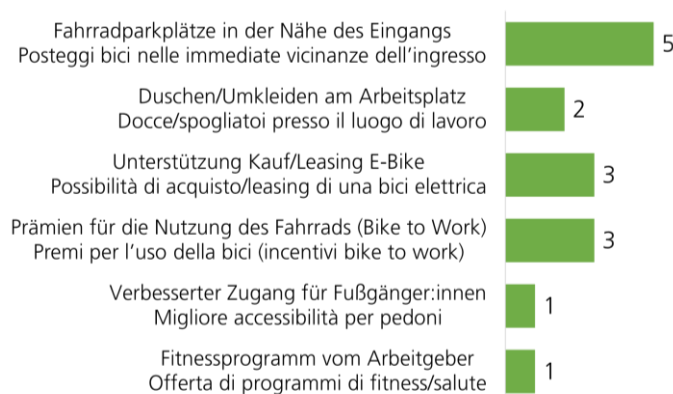 Fahrradparkplätze in der Nähe des Eingangs
Posteggi bici nelle immediate vicinanze dell’ingresso
5
Duschen/Umkleiden am Arbeitsplatz
Docce/spogliatoi presso il luogo di lavoro
2
Unterstützung Kauf/Leasing E-Bike
Possibilità di acquisto/leasing di una bici elettrica
3
Prämien für die Nutzung des Fahrrads (Bike to Work)
Premi per l’uso della bici (incentivi bike to work)
3
Verbesserter Zugang für Fußgänger:innen
Migliore accessibilità per pedoni
1
Fitnessprogramm vom Arbeitgeber
Offerta di programmi di fitness/salute
1